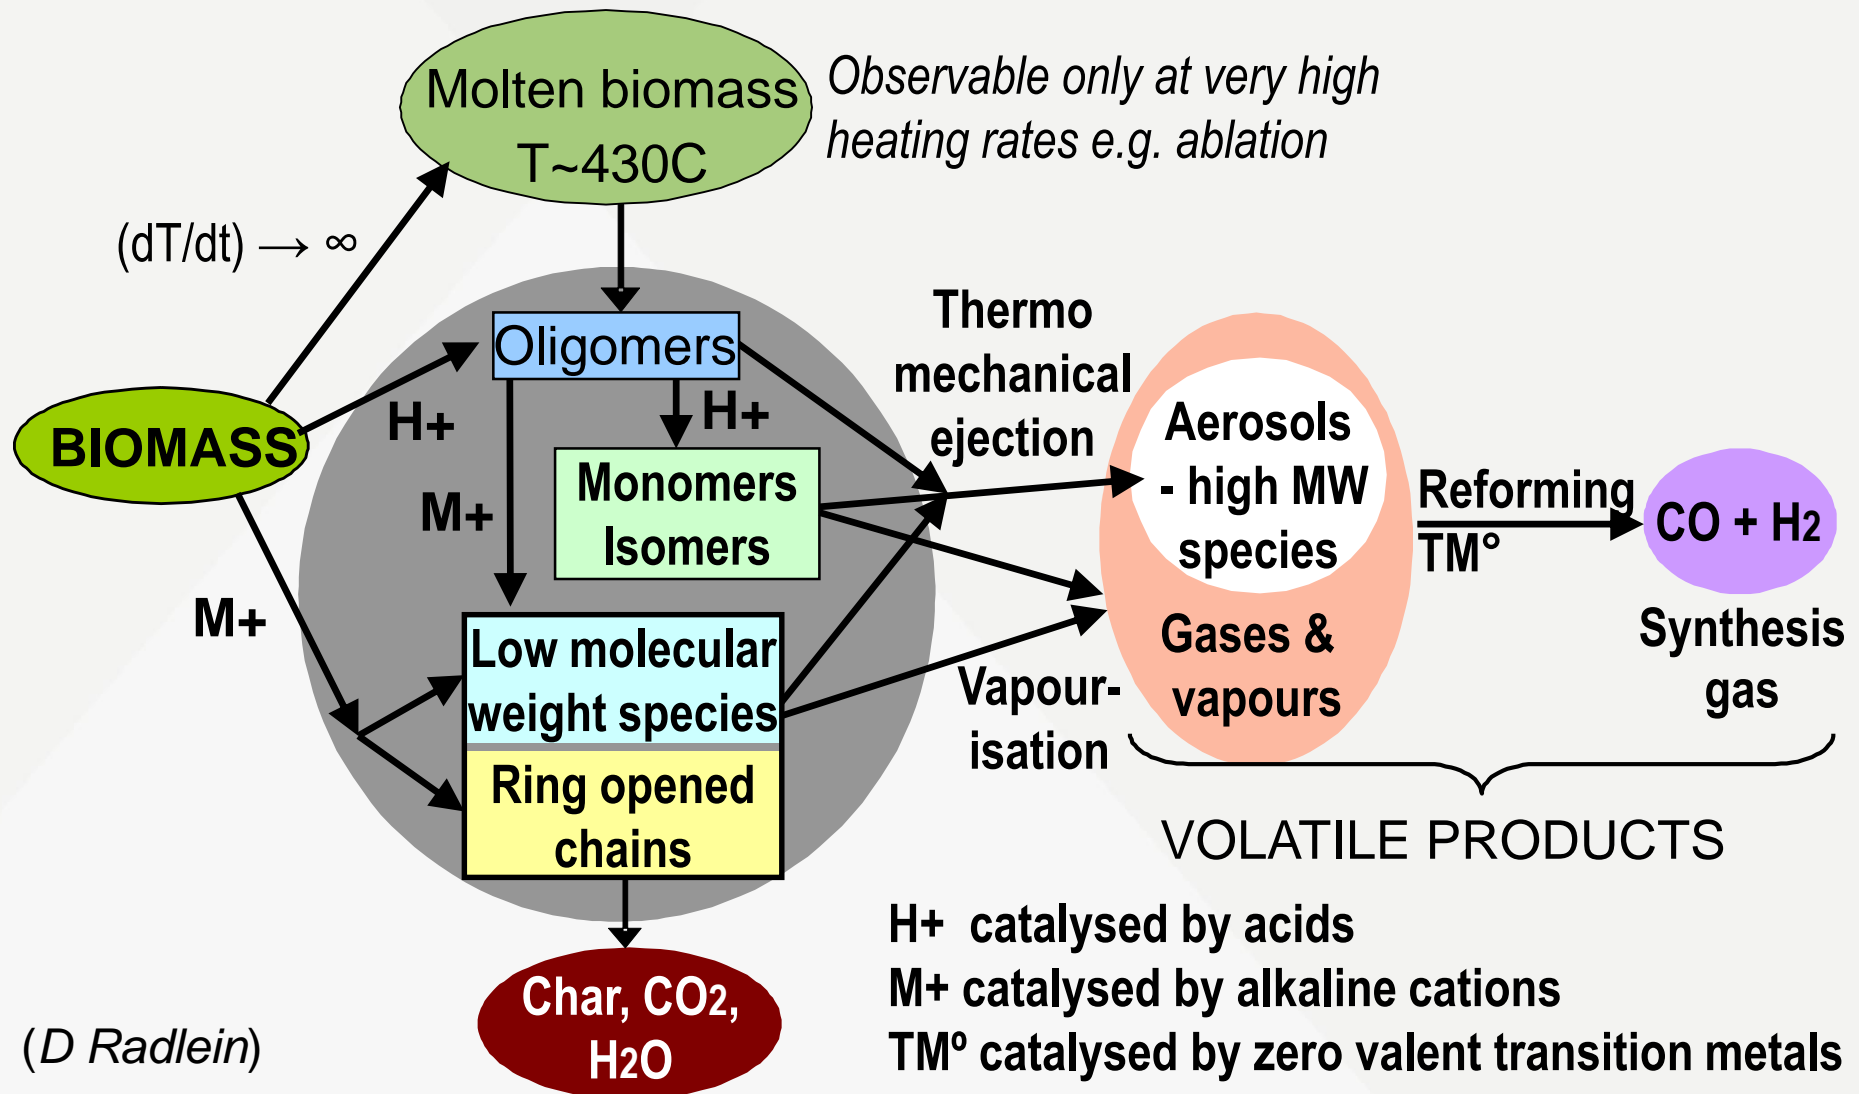 Molten biomass
T~430C
Observable only at very high
heating rates e.g. ablation
(dT/dt) → ∞
BIOMASS
H+
M+
Oligomers
H+
M+
Monomers
Isomers
Low molecular
weight species
Ring opened
chains
Char, CO2,
H2O
Thermo
mechanical
ejection
Vapour-
isation
Aerosols
- high MW
species
Gases &
vapours
Reforming
TM°
CO + H2
Synthesis
gas
VOLATILE PRODUCTS
H+ catalysed by acids
M+ catalysed by alkaline cations
TMº catalysed by zero valent transition metals
(D Radlein)